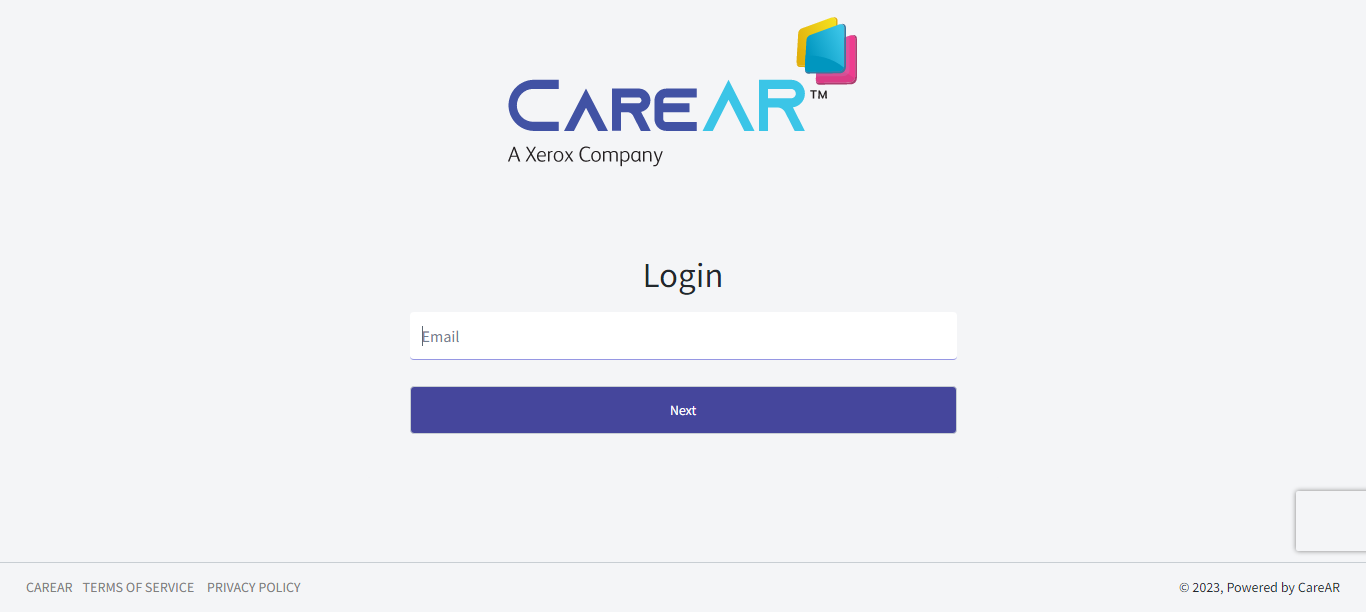 CAREAR™
A Xerox Company
Login
Email
Next
CAREAR TERMS OF SERVICE PRIVACY POLICY
© 2023, Powered by CareAR